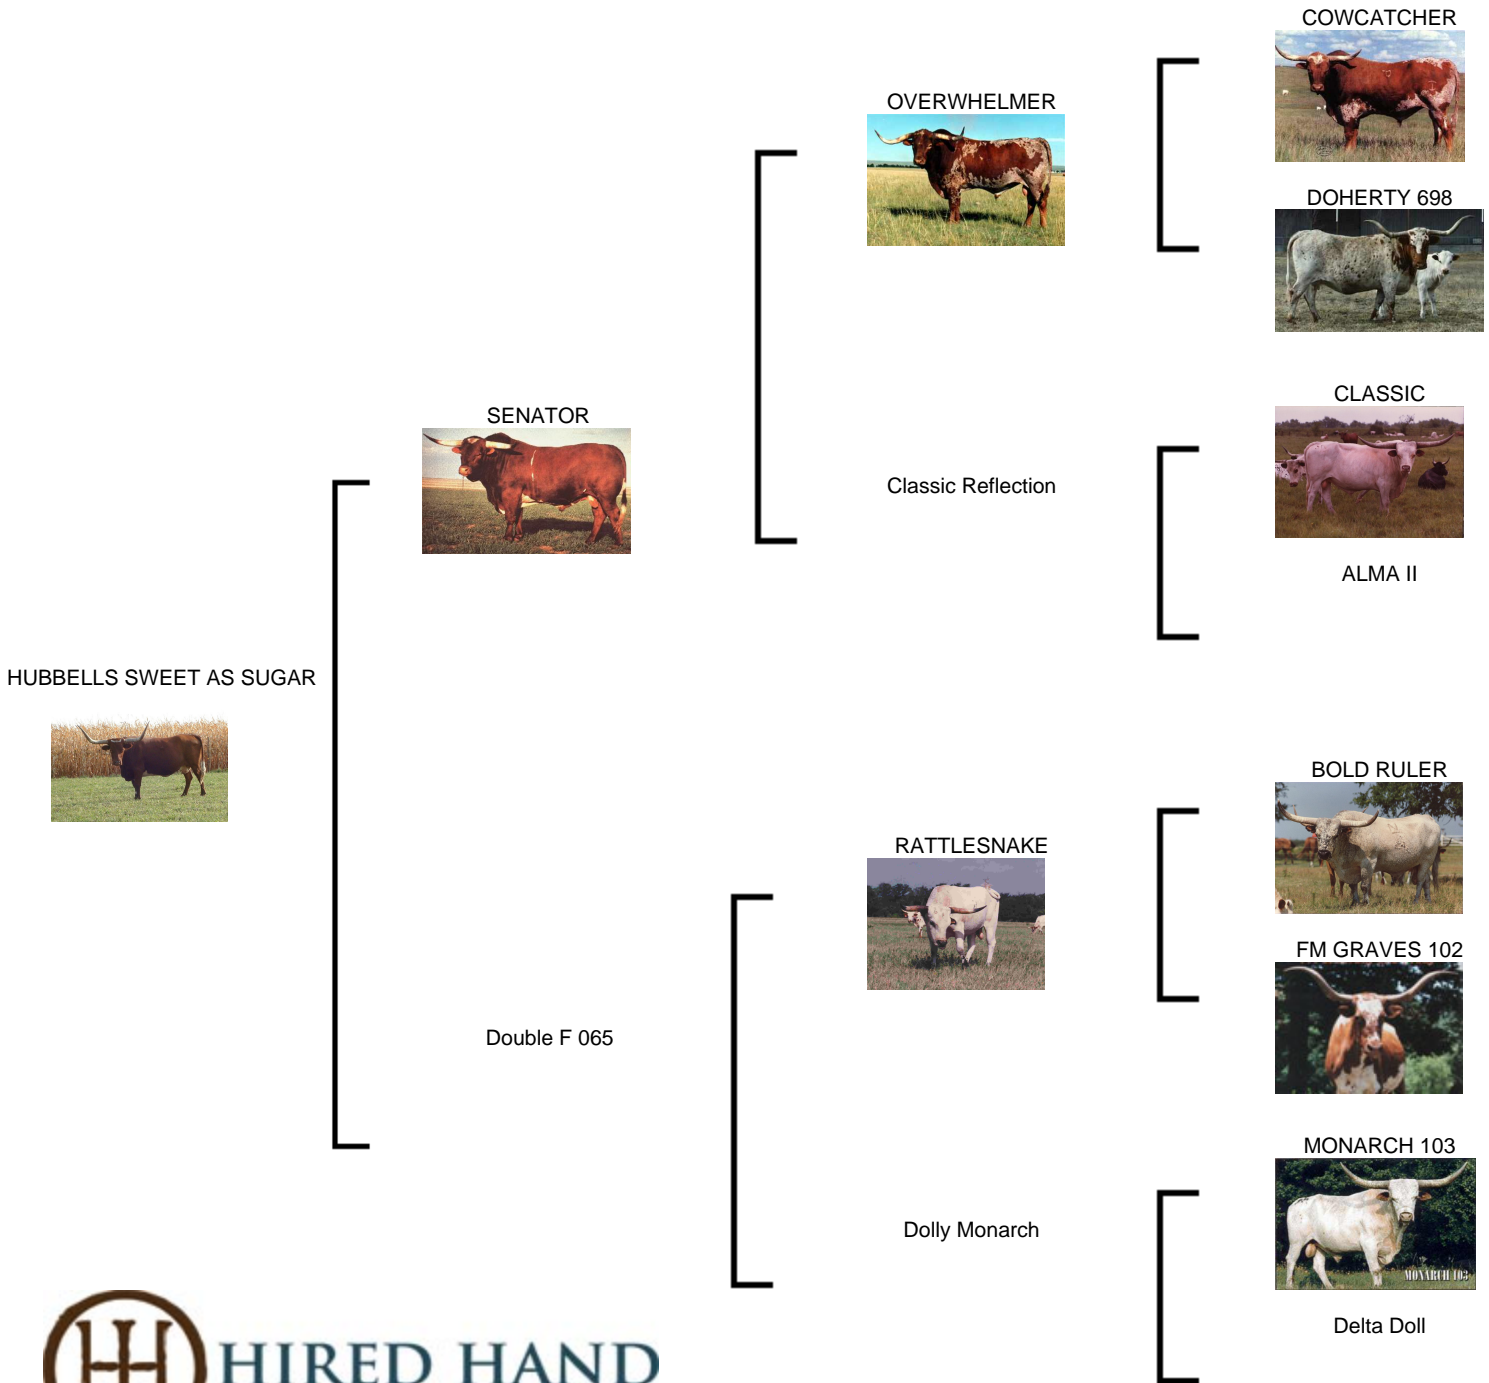 COWCATCHER
OVERWHELMER
DOHERTY 698
CLASSIC
SENATOR
Classic Reflection
ALMA II
HUBBELLS SWEET AS SUGAR
BOLD RULER
RATTLESNAKE
FM GRAVES 102
Double F 065
MONARCH 103
Dolly Monarch
MONARCH 103
Delta Doll
HIRED HAND